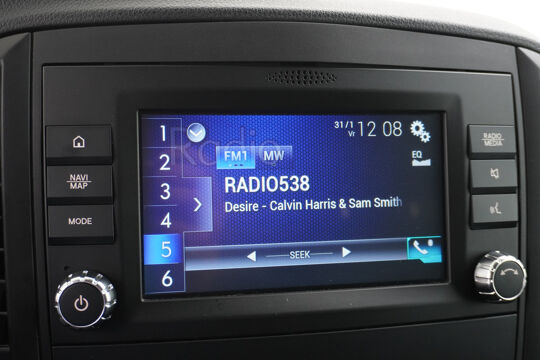 Radio
31/1
Vr 12 08
FM1 MW
EQ
RADIO538
Desire - Calvin Harris & Sam Smith
SEEK
1
2
3
4
5
6
NAVI
MAP
MODE
RADIO
MEDIA